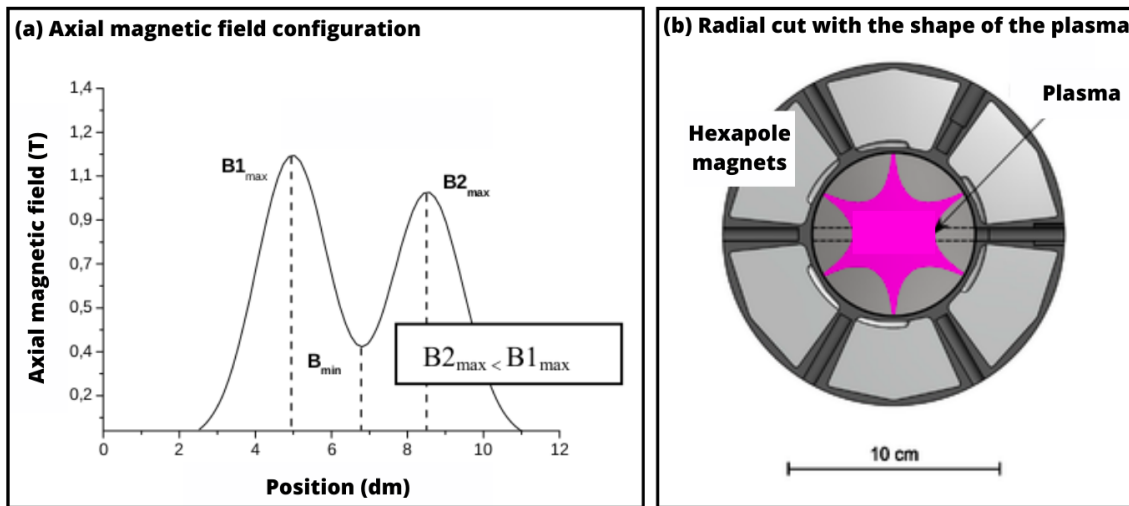 (a) Axial magnetic field configuration
1,4
1,2
1,1
0,9
0,7
0,5
0,4
0,2
Axial magnetic field (T)
B1max
B2max
Bmin
B2max < B1max
0 2 4 6 8 10 12
Position (dm)
(b) Radial cut with the shape of the plasma
Plasma
Hexapole
magnets
10 cm